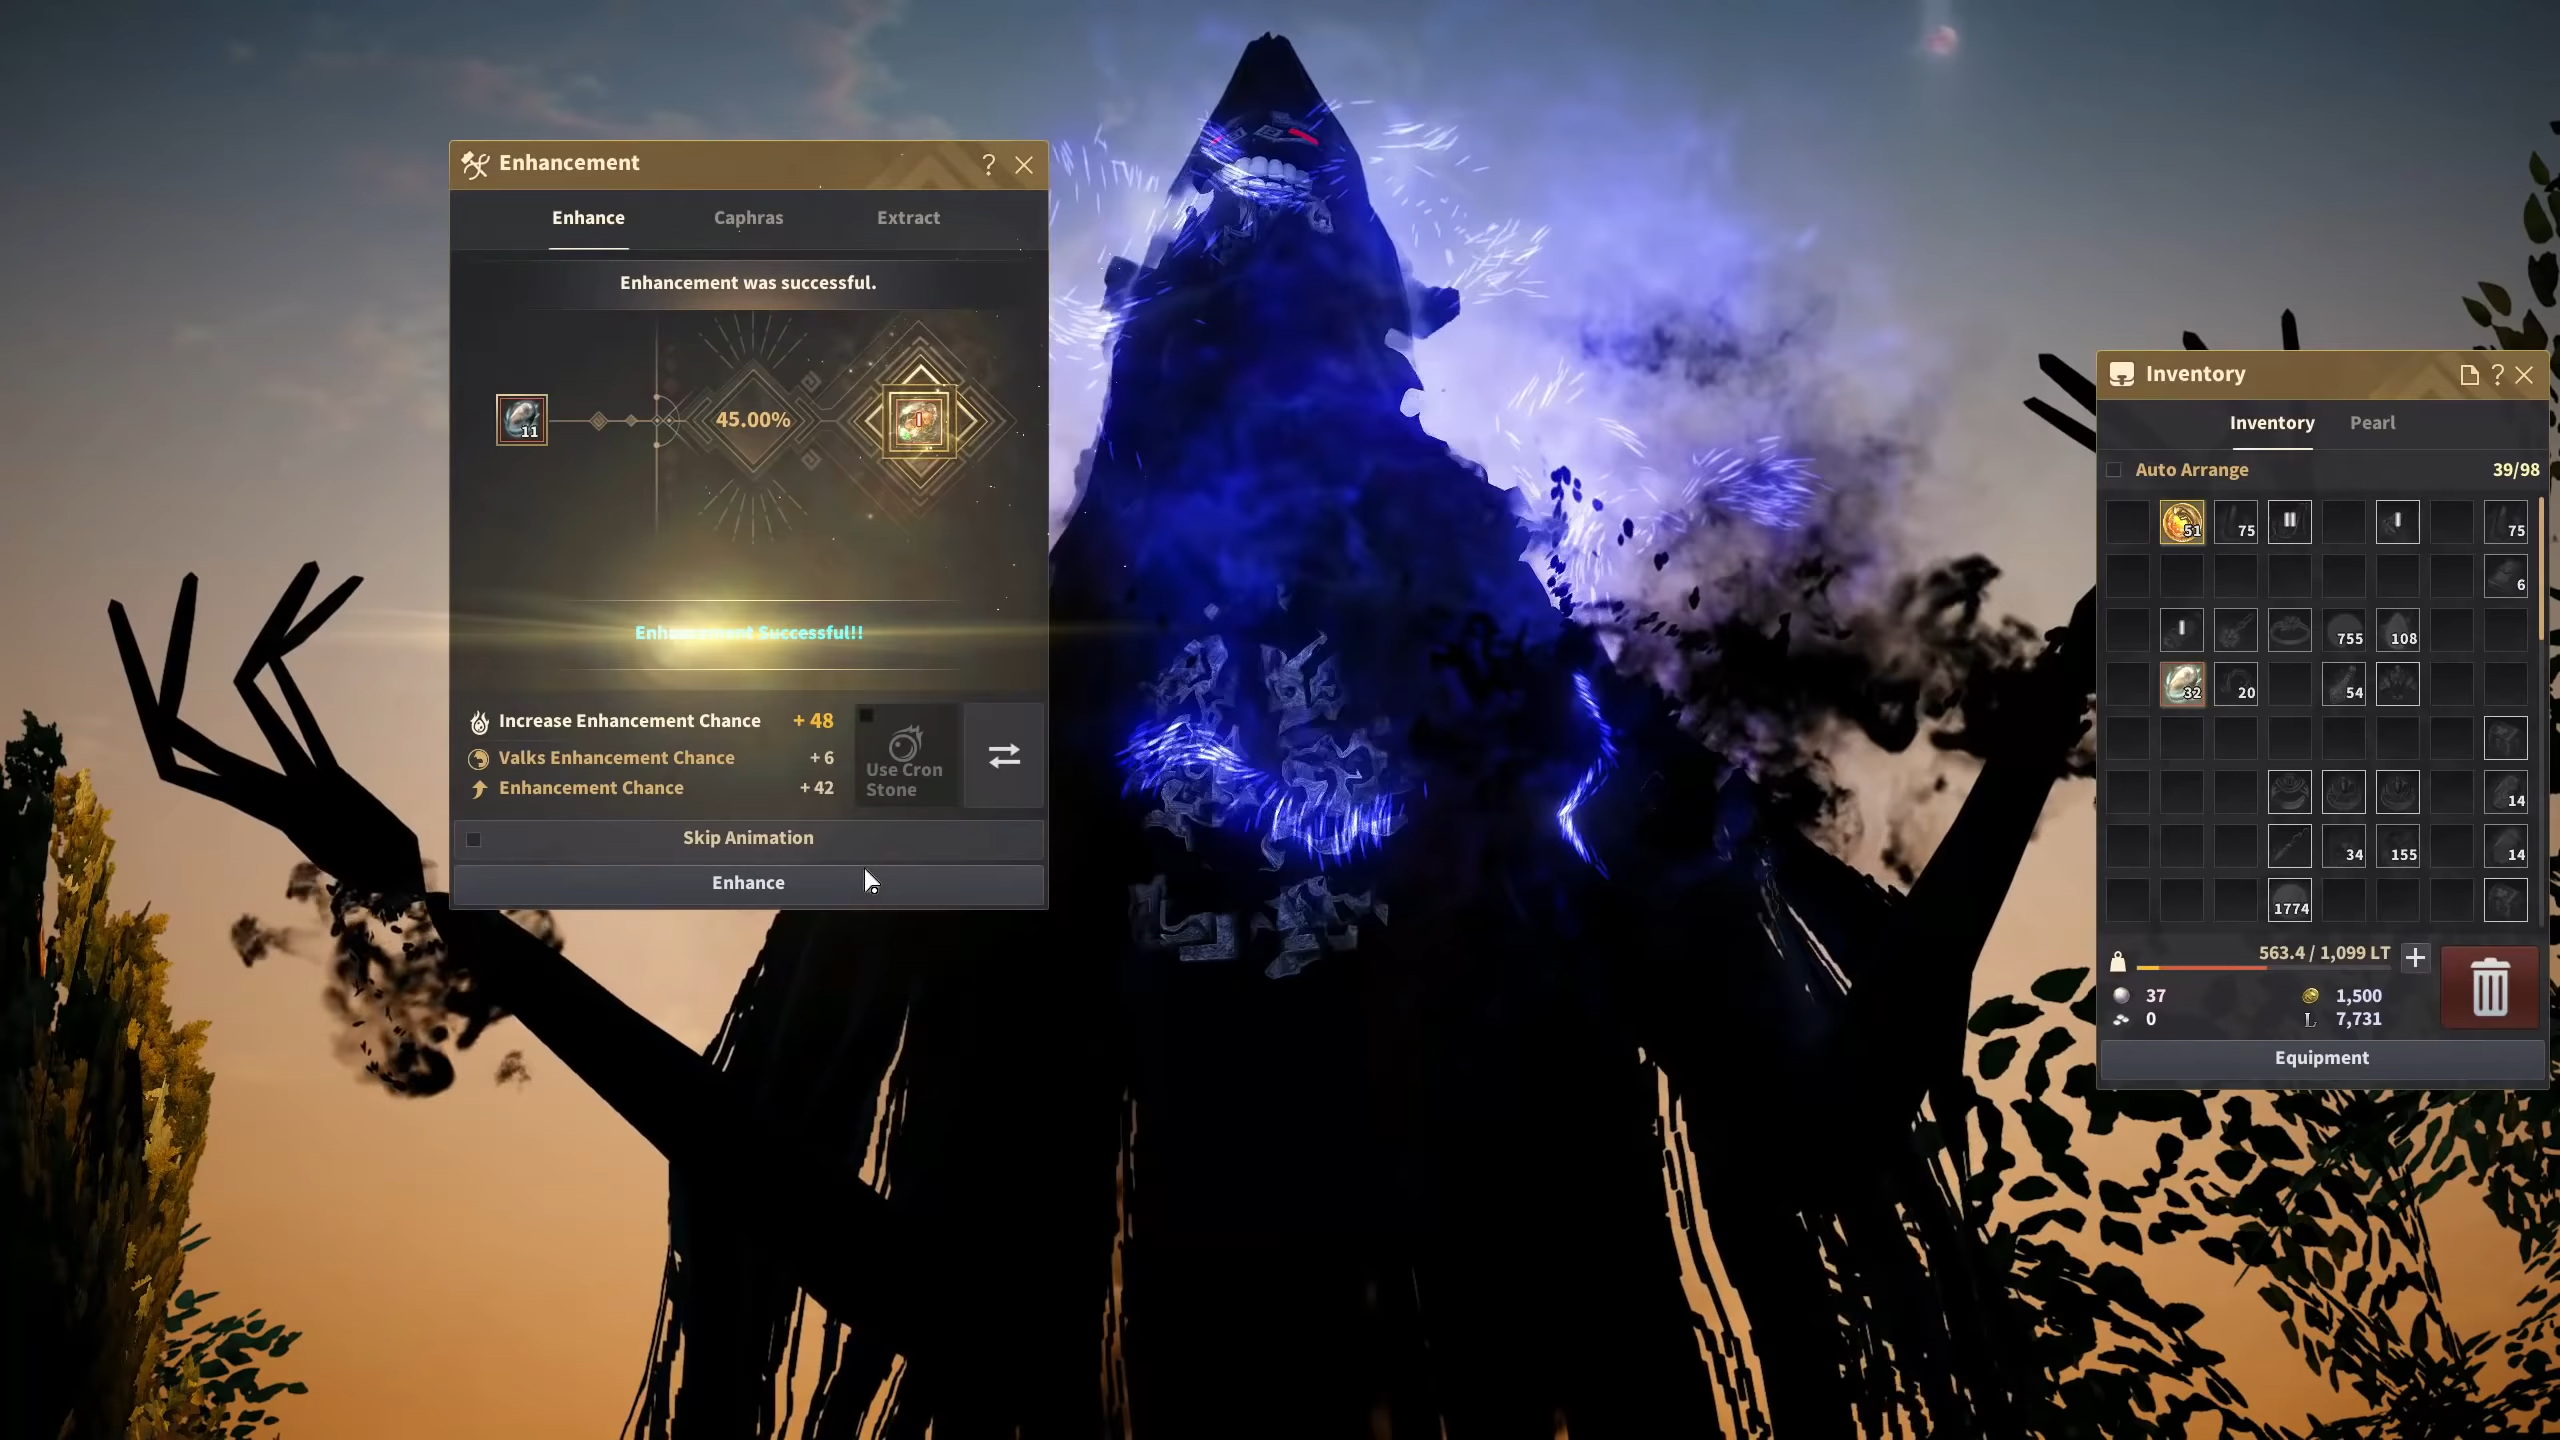 Enhancement
?
Enhance Caphras Extract
Enhancement was successful.
11
45.00%
I
Enhancement Successful!!
Increase Enhancement Chance + 48
Valks Enhancement Chance + 6
Enhancement Chance + 42
Use Cron
Stone
Skip Animation
Enhance
Inventory
?
Inventory Pearl
Auto Arrange 39/98
51 75 II I 75
6
I 755 108
32 20 54
14
34 155 14
1774
563.4 / 1,099 LT +
37 1,500
0 L 7,731
Equipment